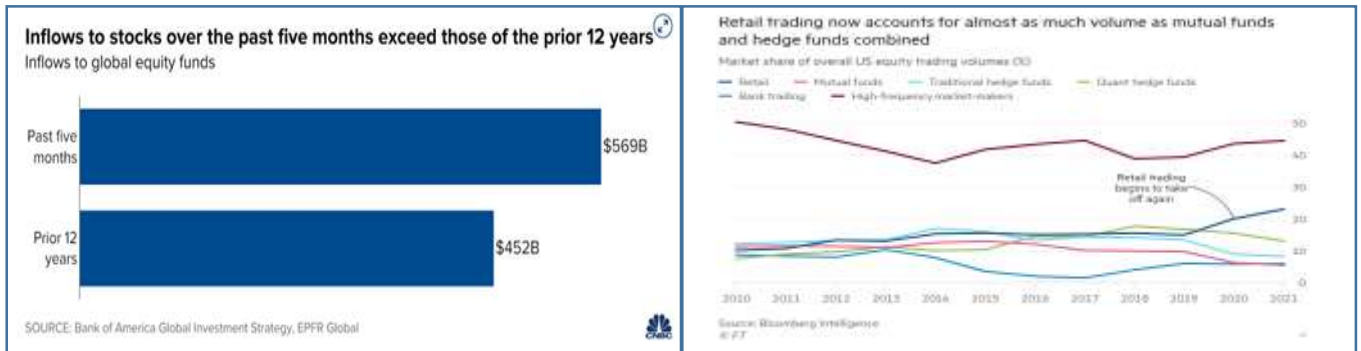 Inflows to stocks over the past five months exceed those of the prior 12 years
Inflows to global equity funds
Past five
months
$569B
Prior 12
years
$452B
SOURCE: Bank of America Global Investment Strategy, EPFR Global
CNBC
Retail trading now accounts for almost as much volume as mutual funds
and hedge funds combined
Market share of overall US equity trading volumes (%)
Retail Mutual funds Traditional hedge funds Quant hedge funds
Bank trading High-frequency market-makers
50
40
Retail trading
begins to take
off again
30
20
10
0
2010 2011 2012 2013 2014 2015 2016 2017 2018 2019 2020 2021
Source: Bloomberg Intelligence
© FT